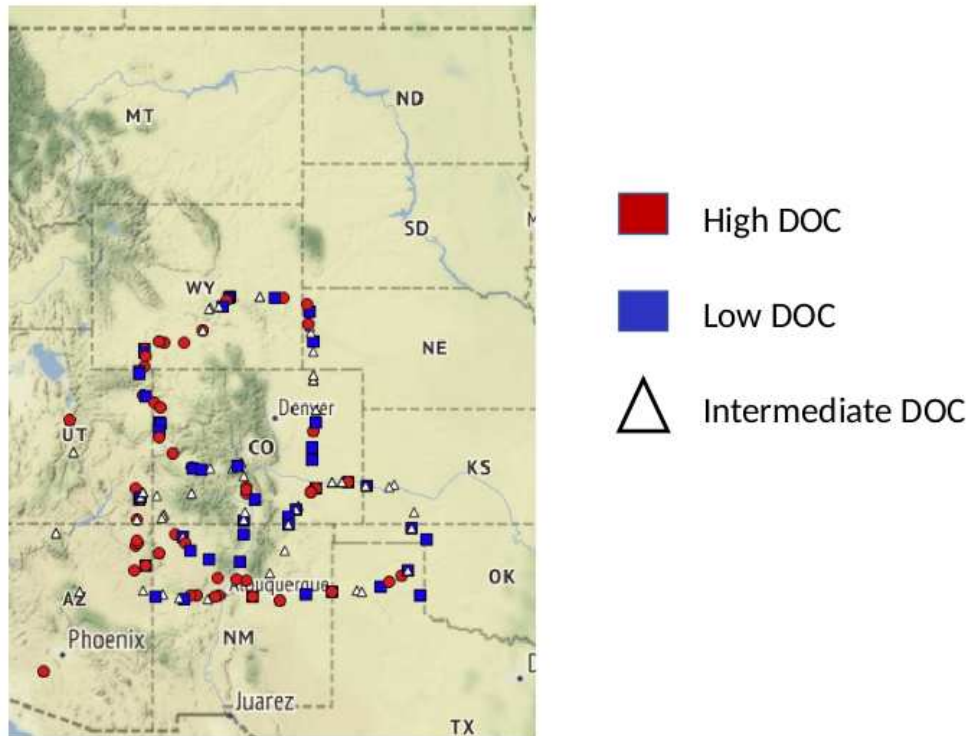 ND
MT
SD
WY
High DOC
Low DOC
NE
Intermediate DOC
Denver
UT
CO
KS
OK
Albuquerque
AZ
Phoenix
NM
Juarez
TX